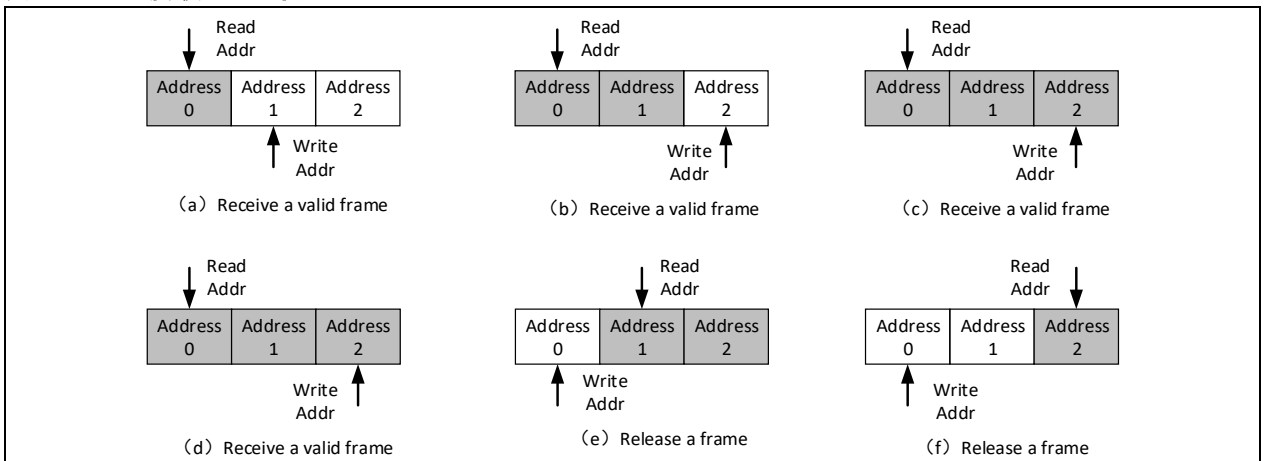 Read
Addr
Address
0
Address
1
Address
2
Write
Addr
（a）Receive a valid frame
Read
Addr
Address
0
Address
1
Address
2
Write
Addr
（b）Receive a valid frame
Read
Addr
Address
0
Address
1
Address
2
Write
Addr
（c）Receive a valid frame
Read
Addr
Address
0
Address
1
Address
2
Write
Addr
（d）Receive a valid frame
Read
Addr
Address
0
Address
1
Address
2
Write
Addr
（e）Release a frame
Read
Addr
Address
0
Address
1
Address
2
Write
Addr
（f）Release a frame